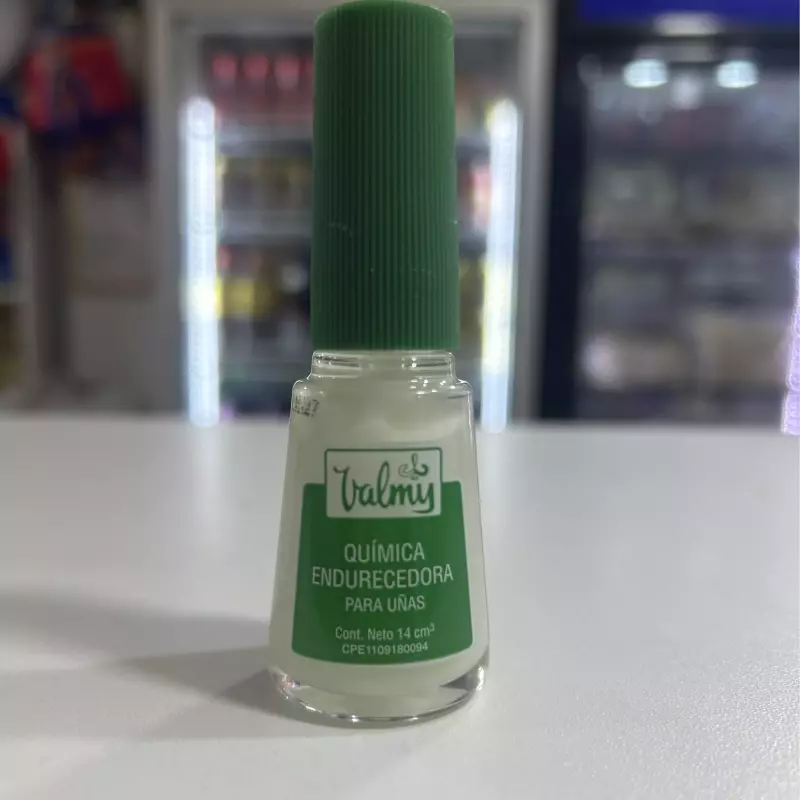 Valmy
QUÍMICA
ENDURECEDORA
PARA UÑAS
Cont. Neto 14 cm³
CPE1109180094